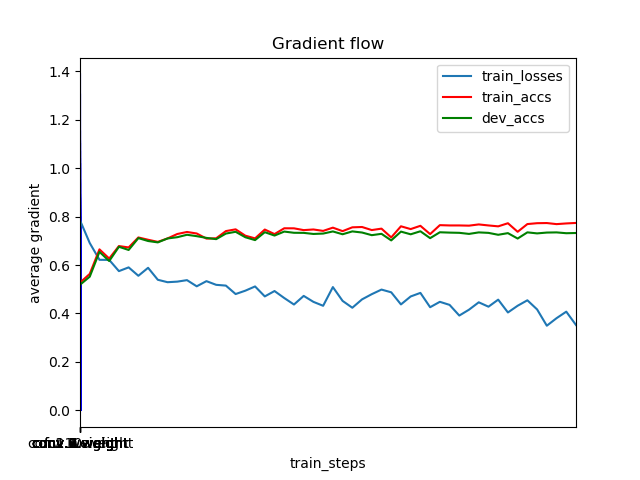 Gradient flow
1.4
1.2
1.0
0.8
0.6
0.4
0.2
0.0
average gradient
train_losses
train_accs
dev_accs
train_steps